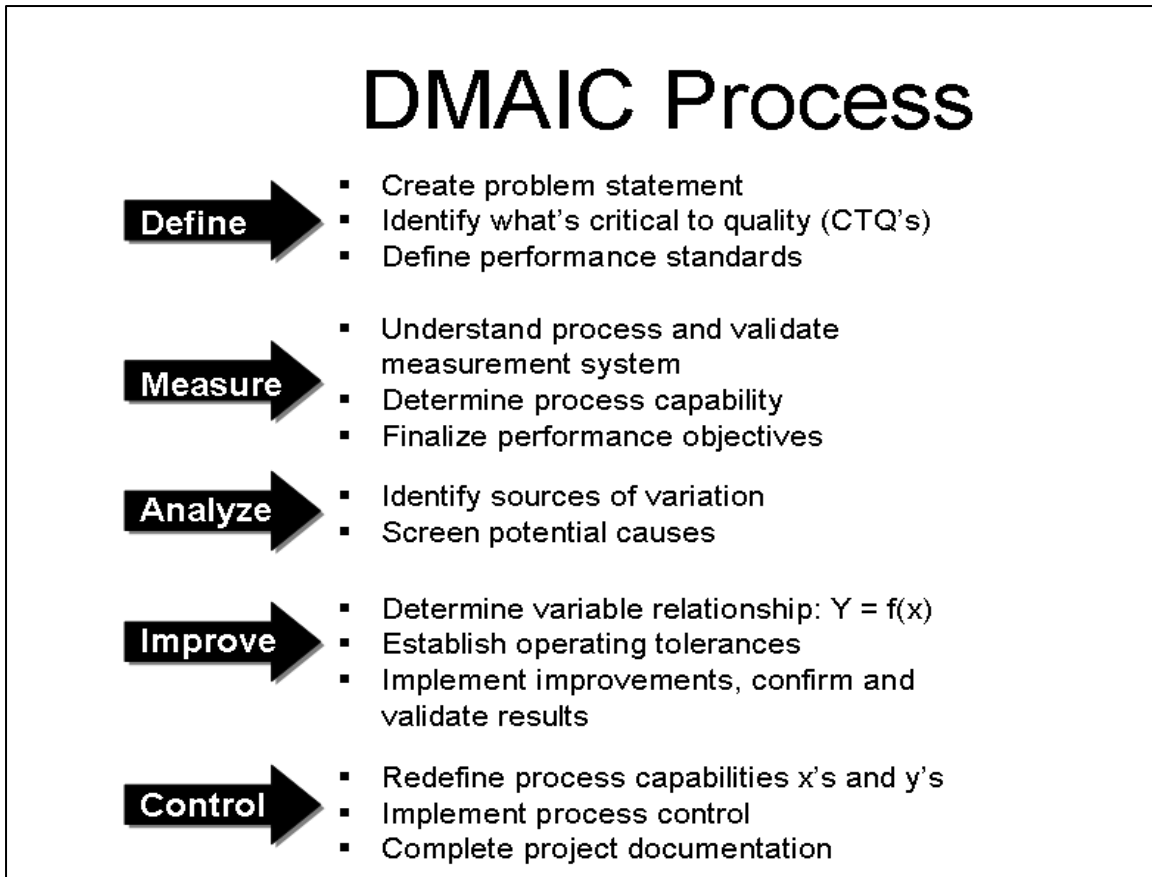 DMAIC Process
Define
▪ Create problem statement
▪ Identify what's critical to quality (CTQ's)
▪ Define performance standards
Measure
▪ Understand process and validate
measurement system
▪ Determine process capability
▪ Finalize performance objectives
Analyze
▪ Identify sources of variation
▪ Screen potential causes
Improve
▪ Determine variable relationship: Y = f(x)
▪ Establish operating tolerances
▪ Implement improvements, confirm and
validate results
Control
▪ Redefine process capabilities x's and y's
▪ Implement process control
▪ Complete project documentation